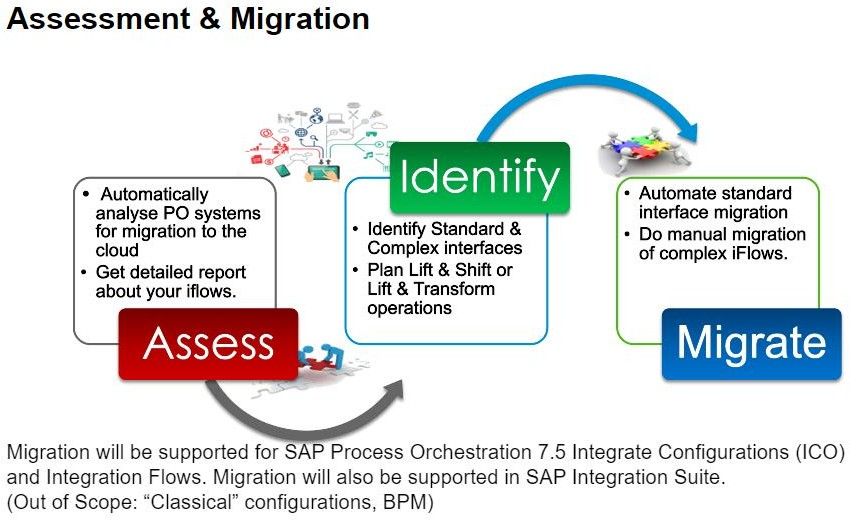 Assessment & Migration
• Automatically
analyse PO systems
for migration to the
cloud
• Get detailed report
about your iflows.
Assess
Identify
• Identify Standard &
Complex interfaces
• Plan Lift & Shift or
Lift & Transform
operations
• Automate standard
interface migration
• Do manual migration
of complex iFlows.
Migrate
Migration will be supported for SAP Process Orchestration 7.5 Integrate Configurations (ICO)
and Integration Flows. Migration will also be supported in SAP Integration Suite.
(Out of Scope: “Classical” configurations, BPM)